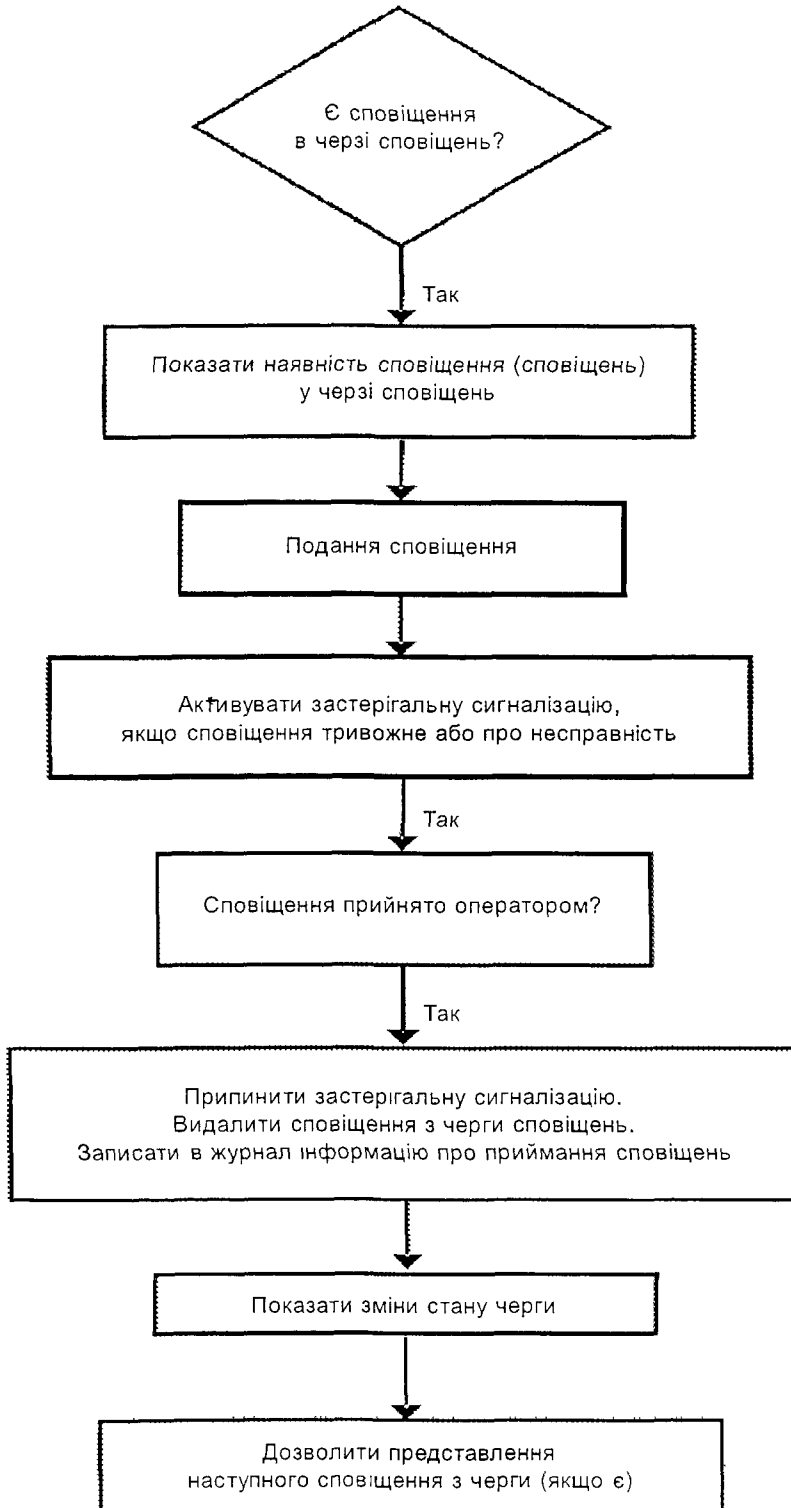 Є сповіщення
в черзі сповіщень?
Так
Показати наявність сповіщення (сповіщень)
у черзі сповіщень
Подання сповіщення
Активувати застерігальну сигналізацію,
якщо сповіщення тривожне або про несправність
Так
Сповіщення прийнято оператором?
Так
Припинити застерігальну сигналізацію.
Видалити сповіщення з черги сповіщень.
Записати в журнал інформацію про приймання сповіщень
Показати зміни стану черги
Дозволити представлення
наступного сповіщення з черги (якщо є)